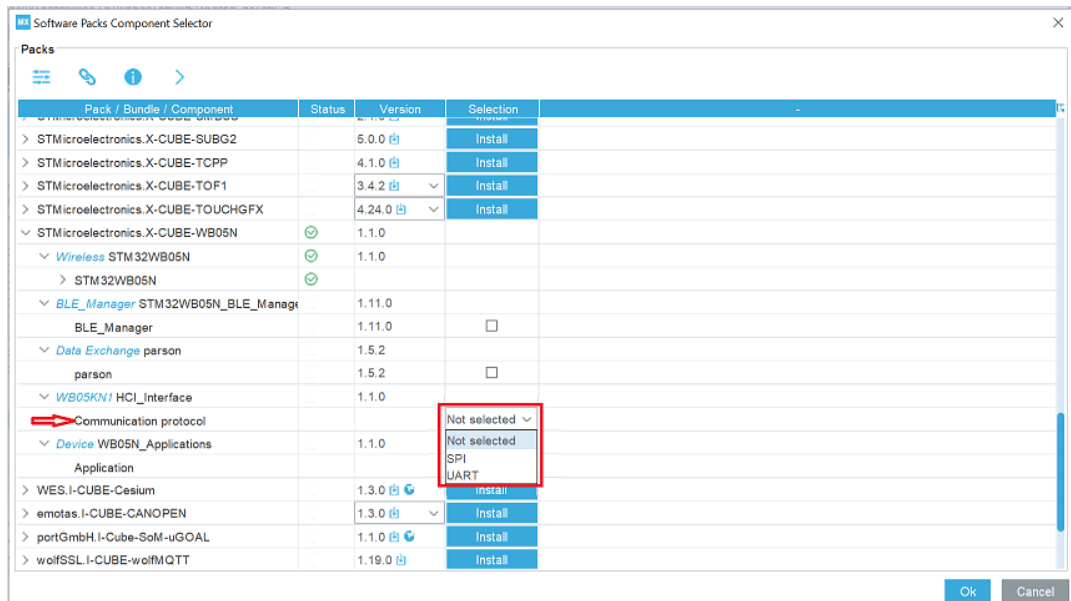 MX Software Packs Component Selector
Packs
Pack / Bundle / Component Status Version Selection -
STMicroelectronics.X-CUBE-SUBG2 5.0.0 Install
STMicroelectronics.X-CUBE-TCPP 4.1.0 Install
STMicroelectronics.X-CUBE-TOF1 3.4.2 Install
STMicroelectronics.X-CUBE-TOUCHGFX 4.24.0 Install
STMicroelectronics.X-CUBE-WB05N 1.1.0
Wireless STM32WB05N 1.1.0
STM32WB05N
BLE_Manager STM32WB05N_BLE_Manage 1.11.0
BLE_Manager 1.11.0
Data Exchange parson 1.5.2
parson 1.5.2
WB05KN1 HCI_Interface 1.1.0
Communication protocol Not selected
Device WB05N_Applications 1.1.0 Not selected
SPI
Application UART
WES.I-CUBE-Cesium 1.3.0 Install
emotas.I-CUBE-CANOPEN 1.3.0 Install
portGmbH.I-Cube-SoM-uGOAL 1.1.0 Install
wolfSSL.I-CUBE-wolfMQTT 1.19.0 Install
Ok Cancel